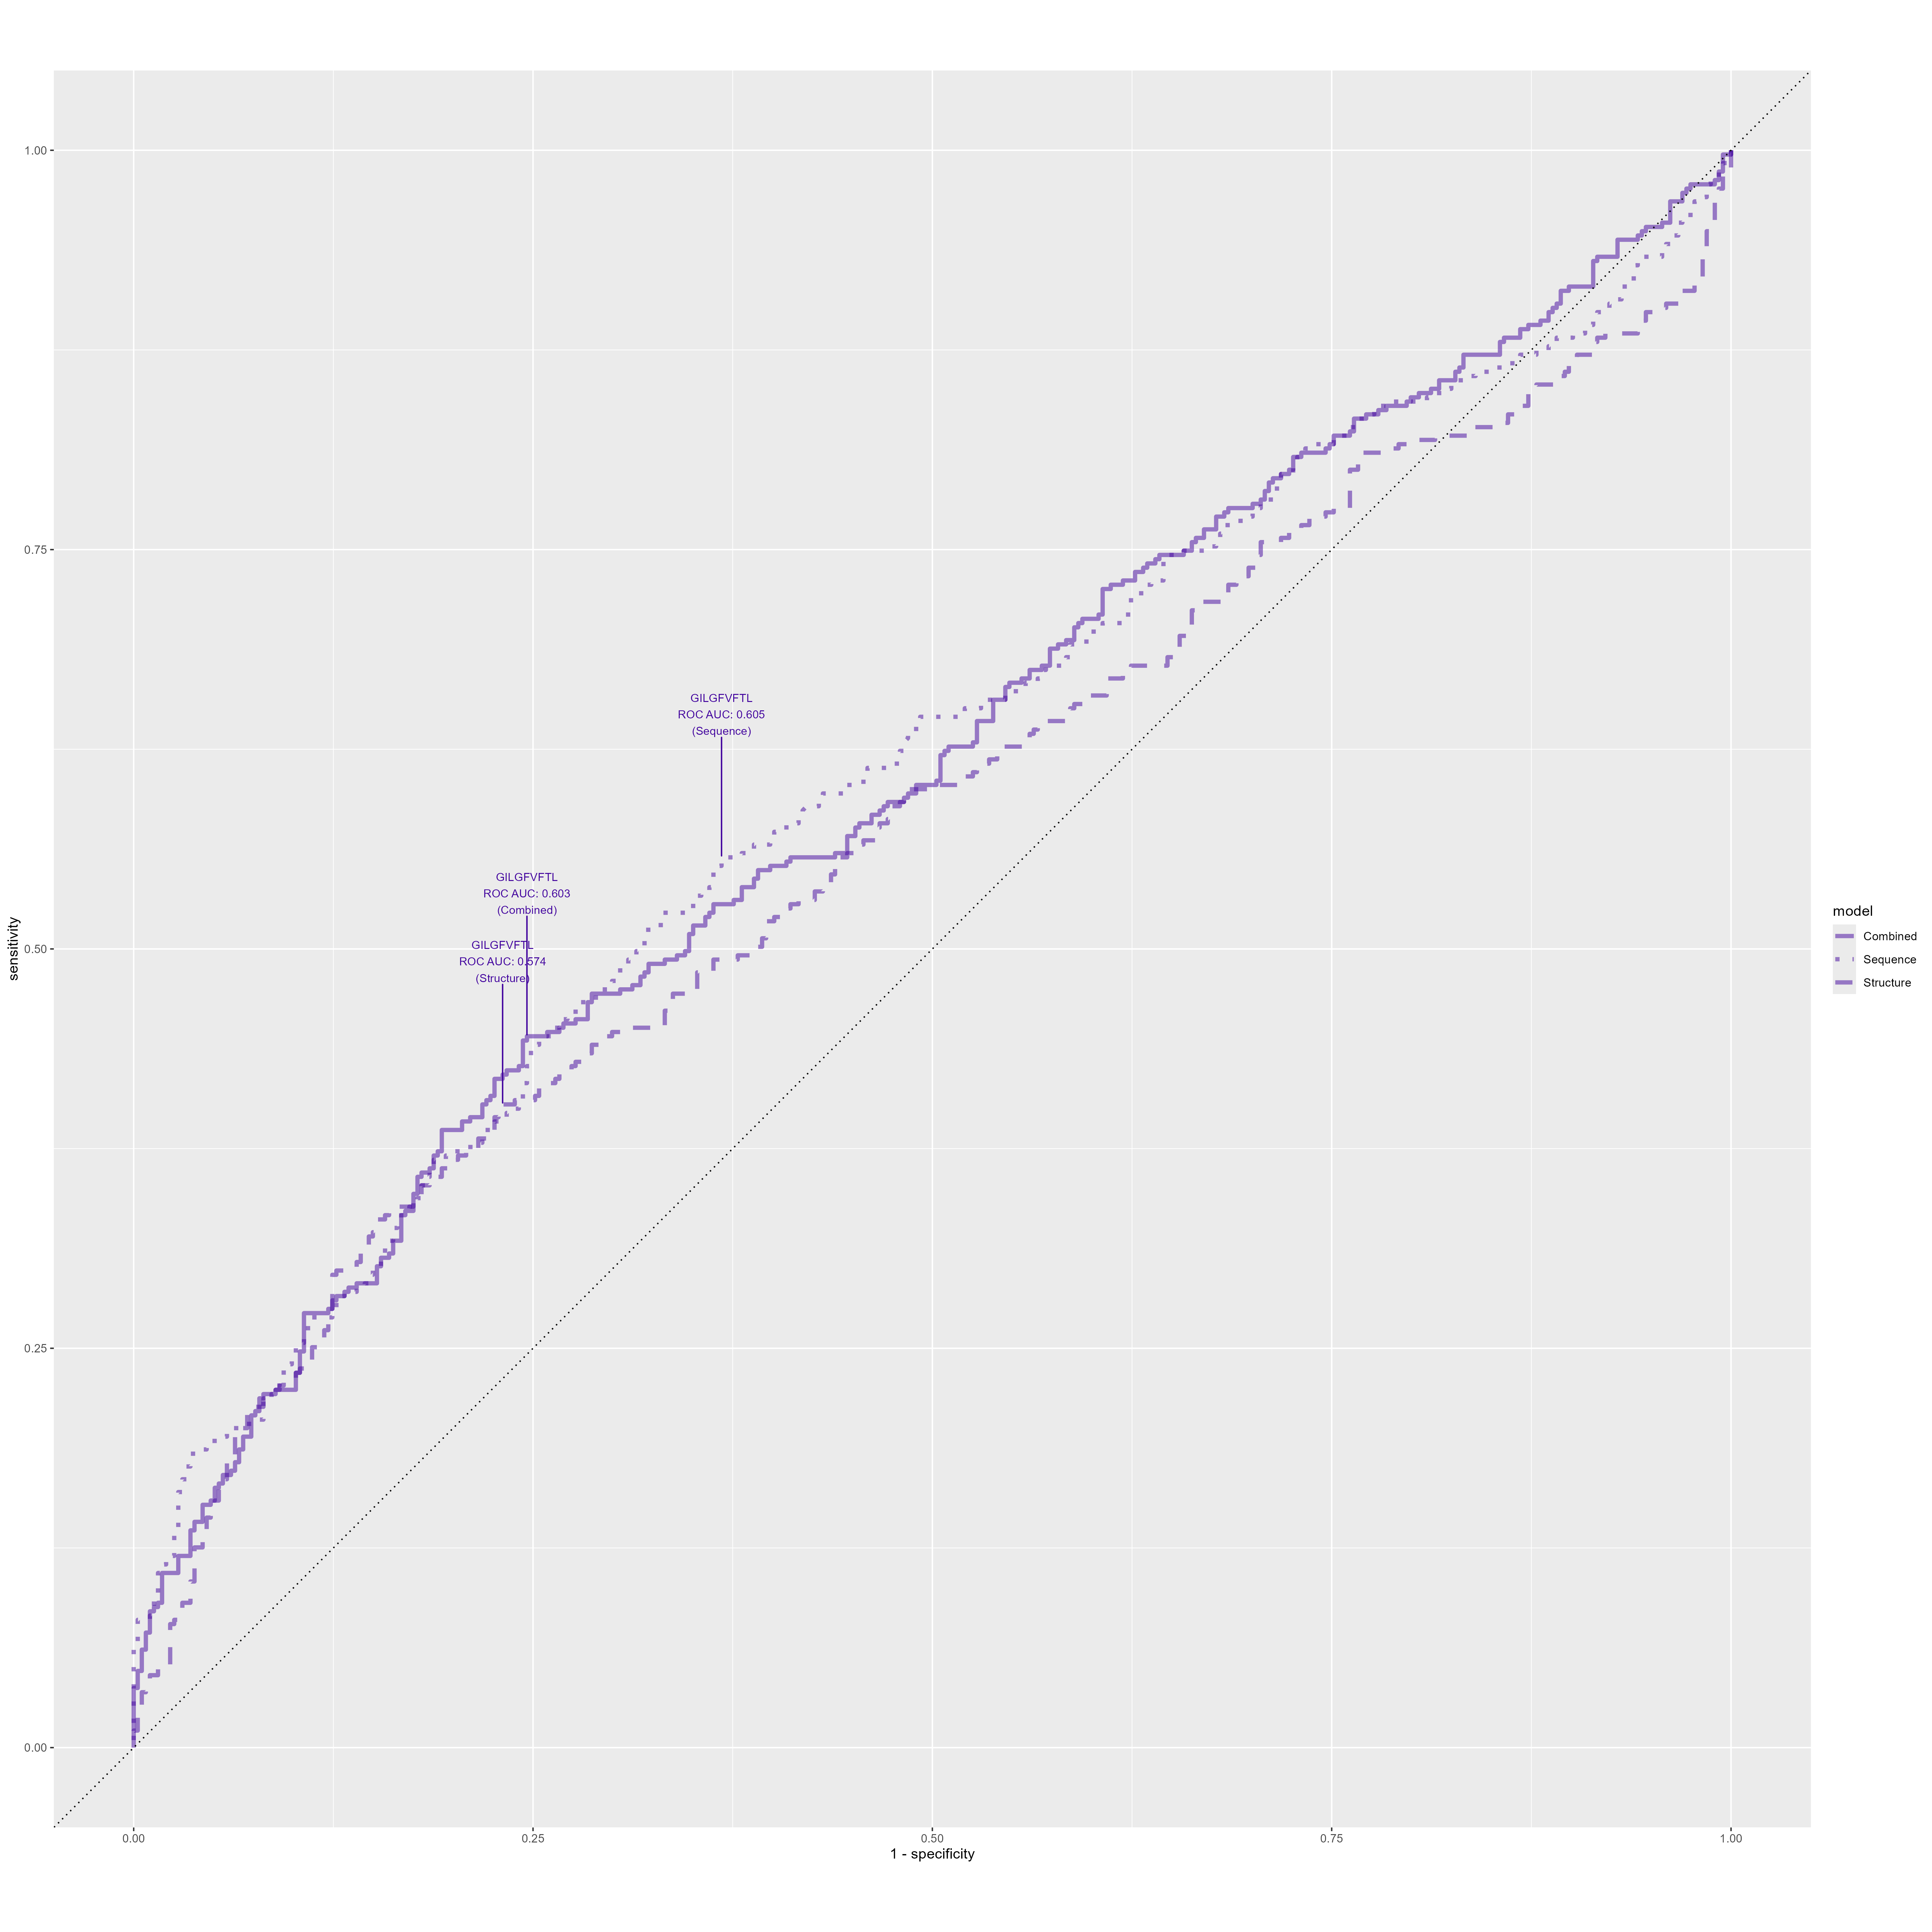 1.00
0.75
0.50
0.25
0.00
sensitivity
GILGFVFTL
ROC AUC: 0.605
(Sequence)
GILGFVFTL
ROC AUC: 0.603
(Combined)
GILGFVFTL
ROC AUC: 0.574
(Structure)
0.00
0.25
0.50
0.75
1.00
1 - specificity
model
Combined
Sequence
Structure